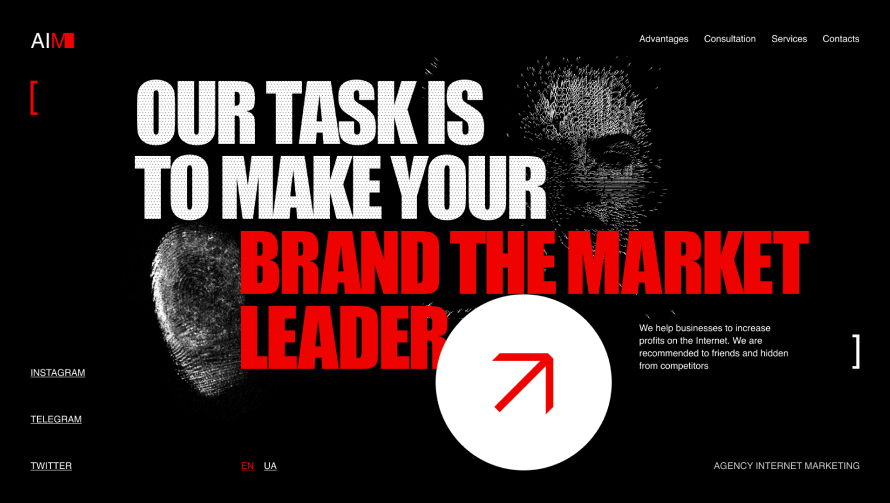 AIM
Advantages Consultation Services Contacts
[
OUR TASK IS
TO MAKE YOUR
BRAND THE MARKET
LEADER
We help businesses to increase
profits on the Internet. We are
recommended to friends and hidden
from competitors
]
INSTAGRAM
TELEGRAM
TWITTER
EN UA
AGENCY INTERNET MARKETING